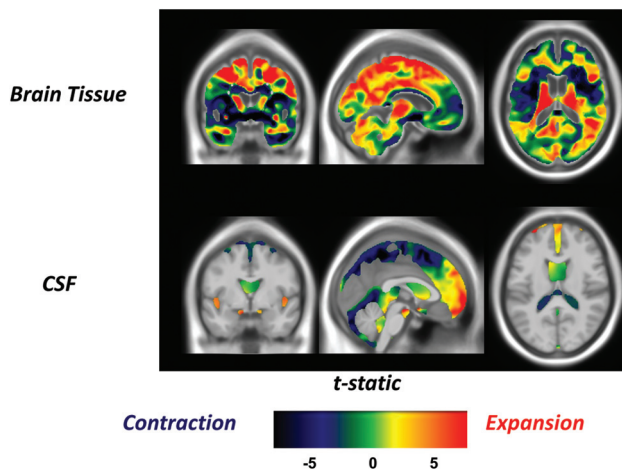 Brain Tissue
CSF
t-static
Contraction
Expansion
-5 0 5